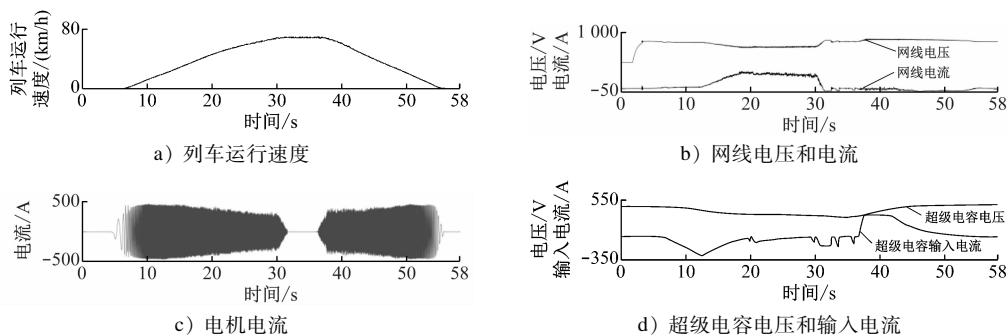 列车运行
速度/(km/h)
80
0
0 10 20 30 40 50 58
时间/s
a）列车运行速度
电压/V
电流/A
1 000
-50
网线电压
网线电流
0 10 20 30 40 50 58
时间/s
b）网线电压和电流
电流/A
500
-500
0 10 20 30 40 50 58
时间/s
c）电机电流
电压/V
输入电流/A
550
-350
超级电容电压
超级电容输入电流
0 10 20 30 40 50 58
时间/s
d）超级电容电压和输入电流